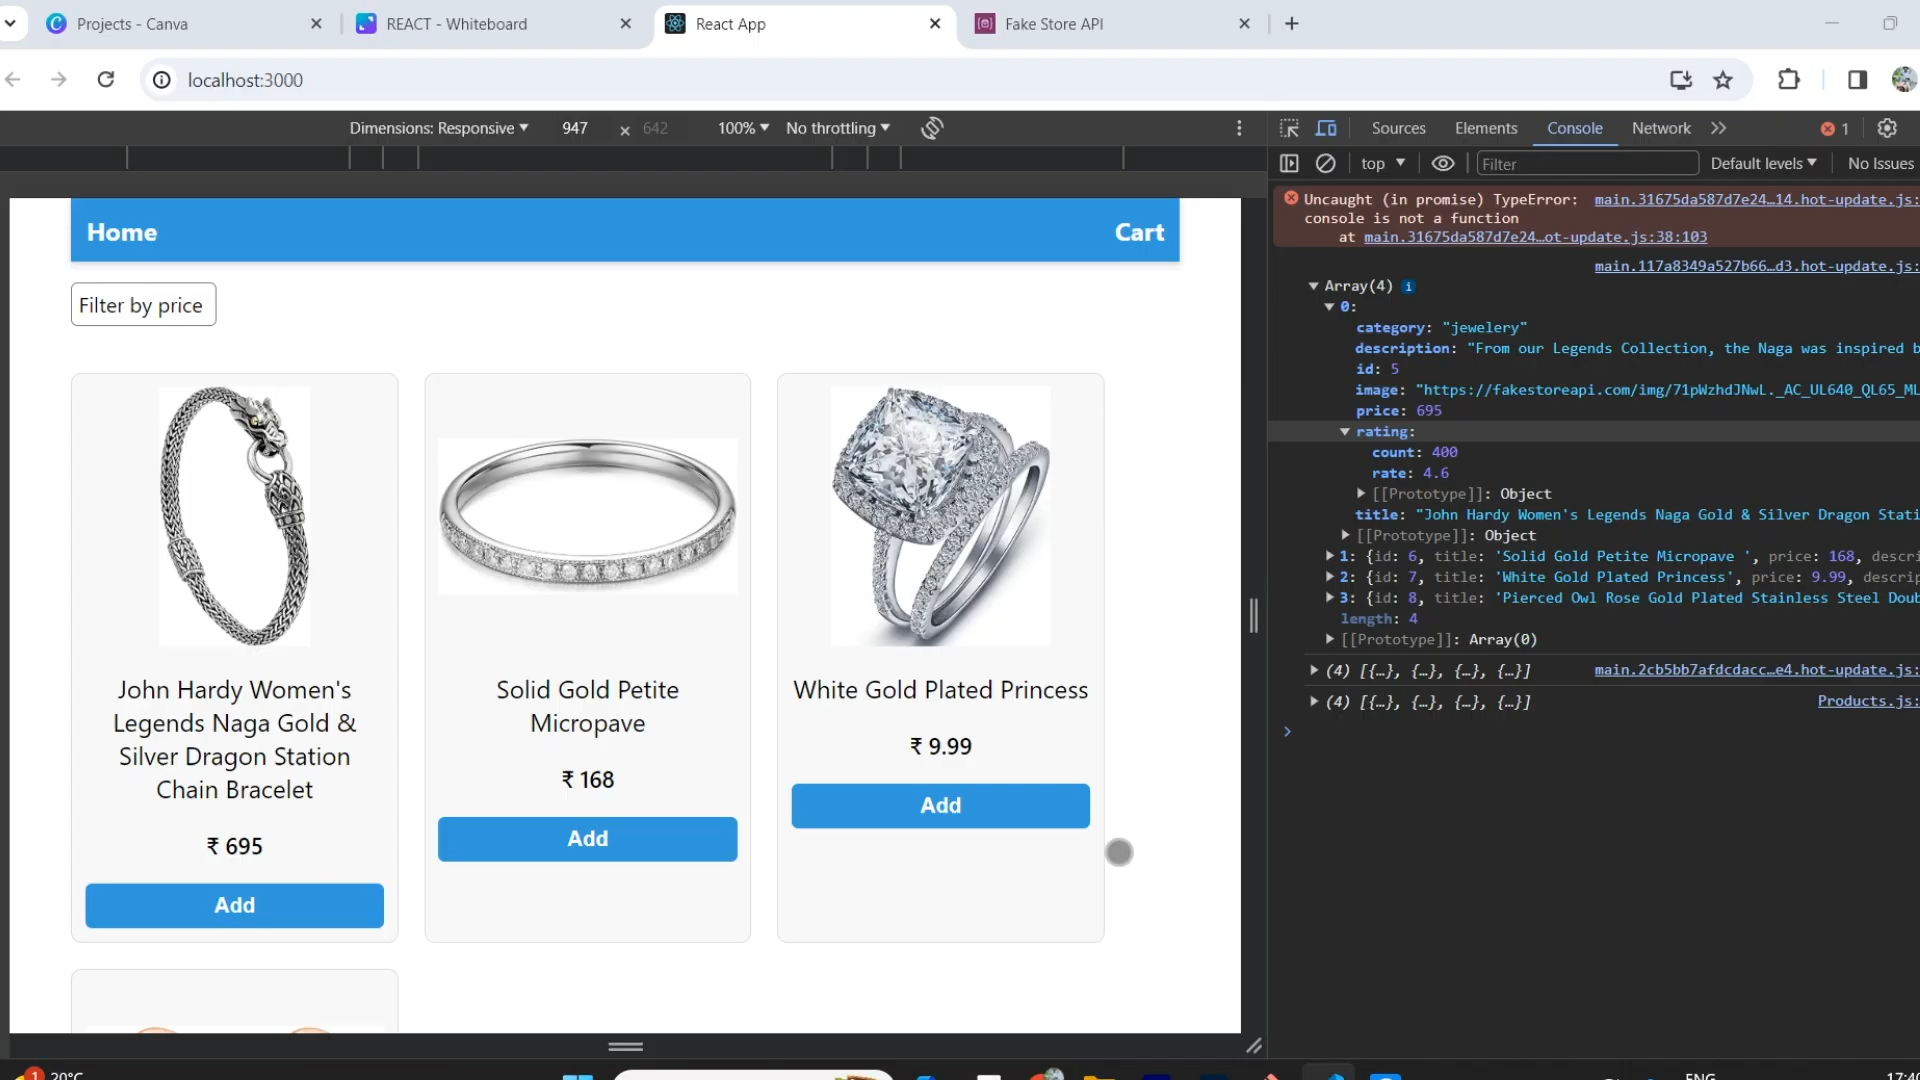 Projects - Canva
REACT - Whiteboard
React App
Fake Store API
localhost:3000
Dimensions: Responsive 947 × 642 100% No throttling
Sources Elements Console Network 1
top Filter Default levels No Issues
Uncaught (in promise) TypeError: main.31675da587d7e24…14.hot-update.js:
console is not a function
at main.31675da587d7e24…ot-update.js:38:103
main.117a8349a527b66…d3.hot-update.js:
Array(4) i
0:
category: "jewelery"
description: "From our Legends Collection, the Naga was inspired b
id: 5
image: "https://fakestoreapi.com/img/71pWzhdJNwL._AC_UL640_QL65_ML
price: 695
rating:
count: 400
rate: 4.6
[[Prototype]]: Object
title: "John Hardy Women's Legends Naga Gold & Silver Dragon Stati
[[Prototype]]: Object
1: {id: 6, title: 'Solid Gold Petite Micropave ', price: 168, descri
2: {id: 7, title: 'White Gold Plated Princess', price: 9.99, descrip
3: {id: 8, title: 'Pierced Owl Rose Gold Plated Stainless Steel Doub
length: 4
[[Prototype]]: Array(0)
(4) [{…}, {…}, {…}, {…}] main.2cb5bb7afdcdacc…e4.hot-update.js:
(4) [{…}, {…}, {…}, {…}] Products.js:
Home Cart
Filter by price
John Hardy Women's
Legends Naga Gold &
Silver Dragon Station
Chain Bracelet
₹ 695
Add
Solid Gold Petite
Micropave
₹ 168
Add
White Gold Plated Princess
₹ 9.99
Add
1 20°C
ENG
17:40